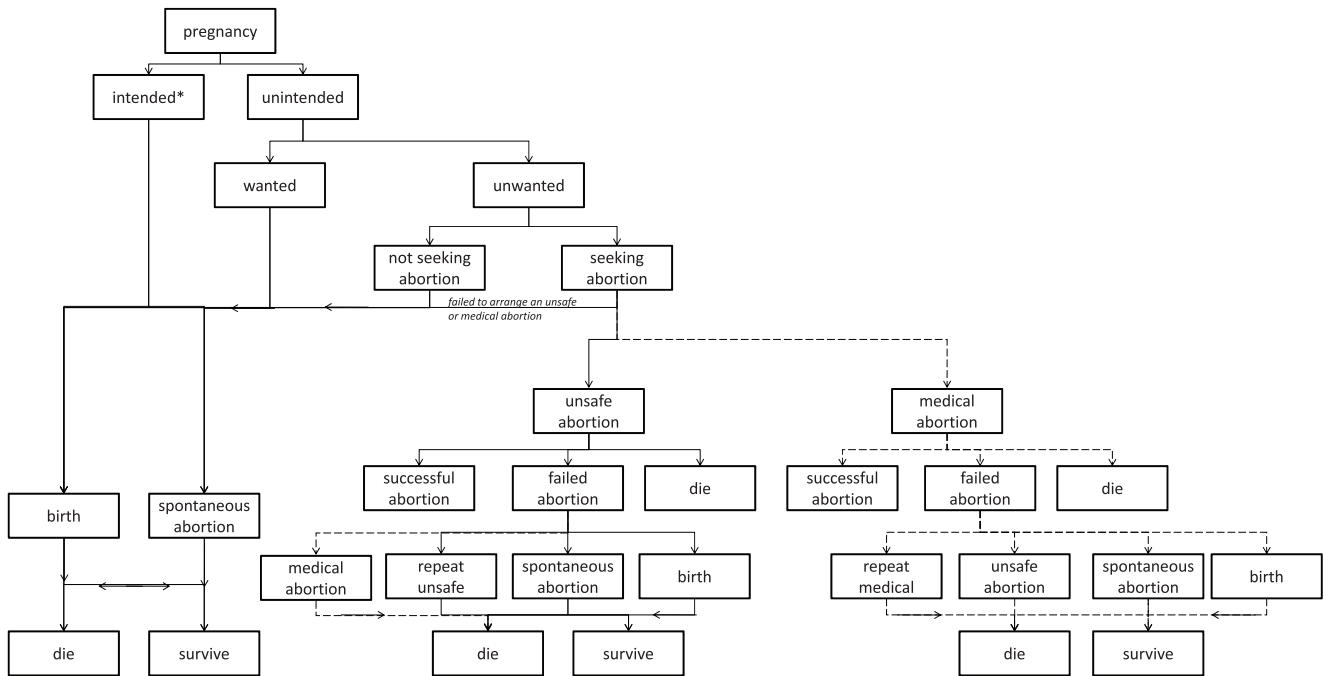 pregnancy
intended*
unintended
wanted
unwanted
not seeking
abortion
seeking
abortion
failed to arrange an unsafe
or medical abortion
unsafe
abortion
medical
abortion
successful
abortion
failed
abortion
die
successful
abortion
failed
abortion
die
birth
spontaneous
abortion
medical
abortion
repeat
unsafe
spontaneous
abortion
birth
repeat
medical
unsafe
abortion
spontaneous
abortion
birth
die
survive
die
survive
die
survive